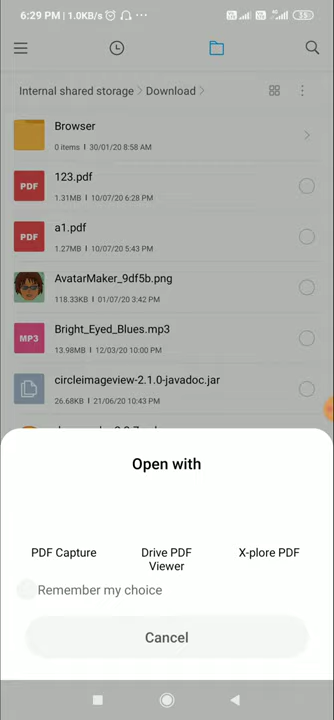 6:29 PM | 1.0KB/s
35
Internal shared storage > Download >
Browser
0 items | 30/01/20 8:58 AM
PDF
123.pdf
1.31MB | 10/07/20 6:28 PM
PDF
a1.pdf
1.27MB | 10/07/20 5:43 PM
AvatarMaker_9df5b.png
118.33KB | 01/07/20 3:42 PM
MP3
Bright_Eyed_Blues.mp3
13.98MB | 12/03/20 10:00 PM
circleimageview-2.1.0-javadoc.jar
26.68KB | 21/06/20 10:43 PM
Open with
PDF Capture
Drive PDF
Viewer
X-plore PDF
Remember my choice
Cancel